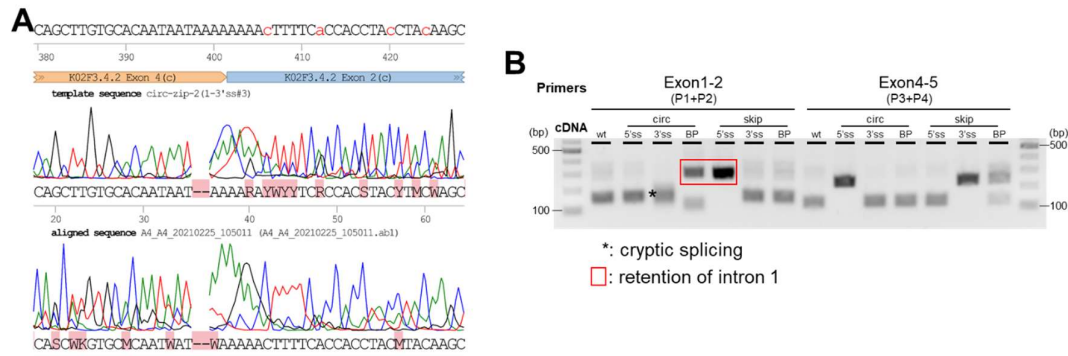 A
CAGCTTGTGCACAATAATAAAAAAAcTTTTCaCCACCTAcCTAcAAGC
380 390 400 410 420
K02F3.4.2 Exon 4(c) K02F3.4.2 Exon 2(c)
template sequence circ-zip-2(1-3'ss#3)
CAGCTTGTGCACAATAAT--AAAARAYWYYTCRCCACSTACYTMCWAGC
20 30 40 50 60
aligned sequence A4_A4_20210225_105011 (A4_A4_20210225_105011.ab1)
CASCWKGTGCMCAATWAT--WAAAAACTTTTCACCACCTACMTACAAGC
B
Primers Exon1-2 Exon4-5
(P1+P2) (P3+P4)
cDNA circ skip circ skip
(bp) wt 5'ss 3'ss BP 5'ss 3'ss BP wt 5'ss 3'ss BP 5'ss 3'ss BP (bp)
500 500
*
100 100
*: cryptic splicing
: retention of intron 1